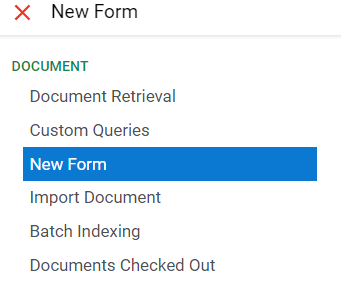 New Form
DOCUMENT
Document Retrieval
Custom Queries
New Form
Import Document
Batch Indexing
Documents Checked Out